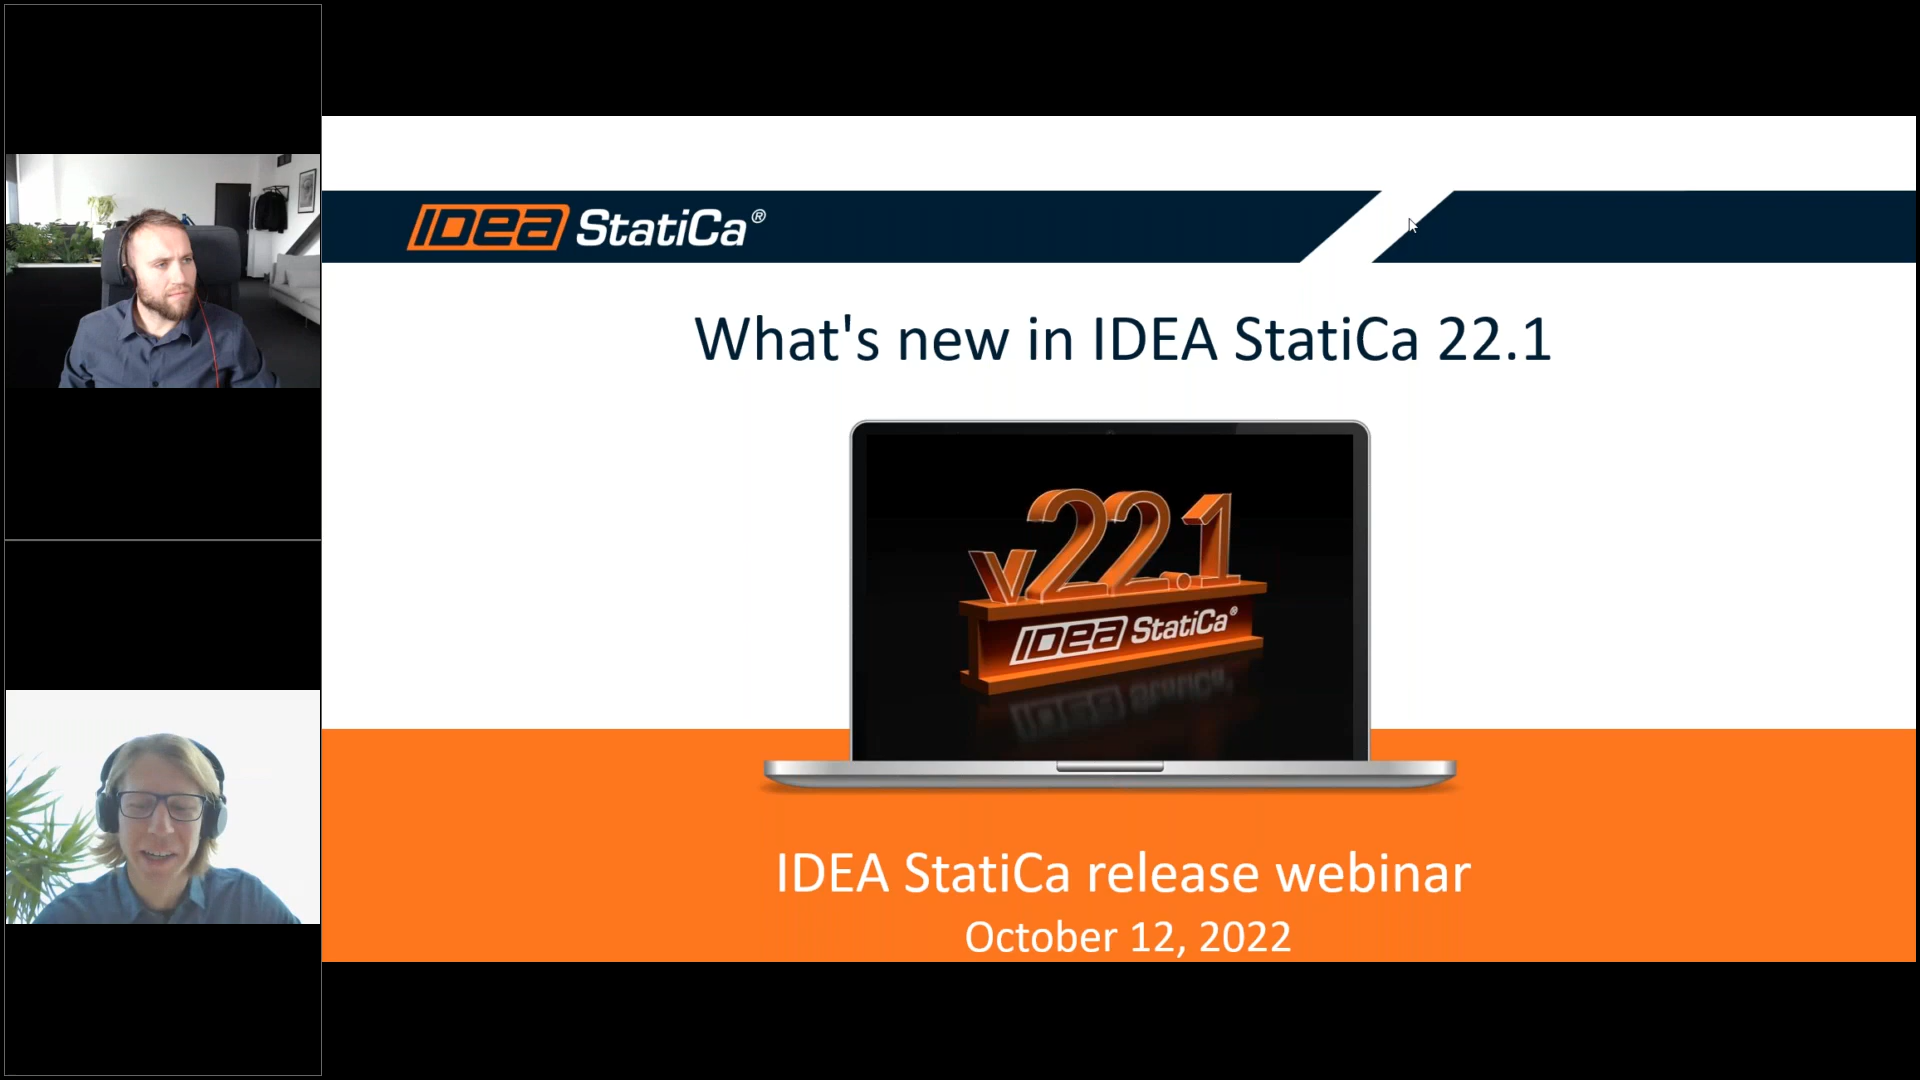 IDEA StatiCa®
What's new in IDEA StatiCa 22.1
v22.1
IDEA StatiCa®
IDEA StatiCa release webinar
October 12, 2022